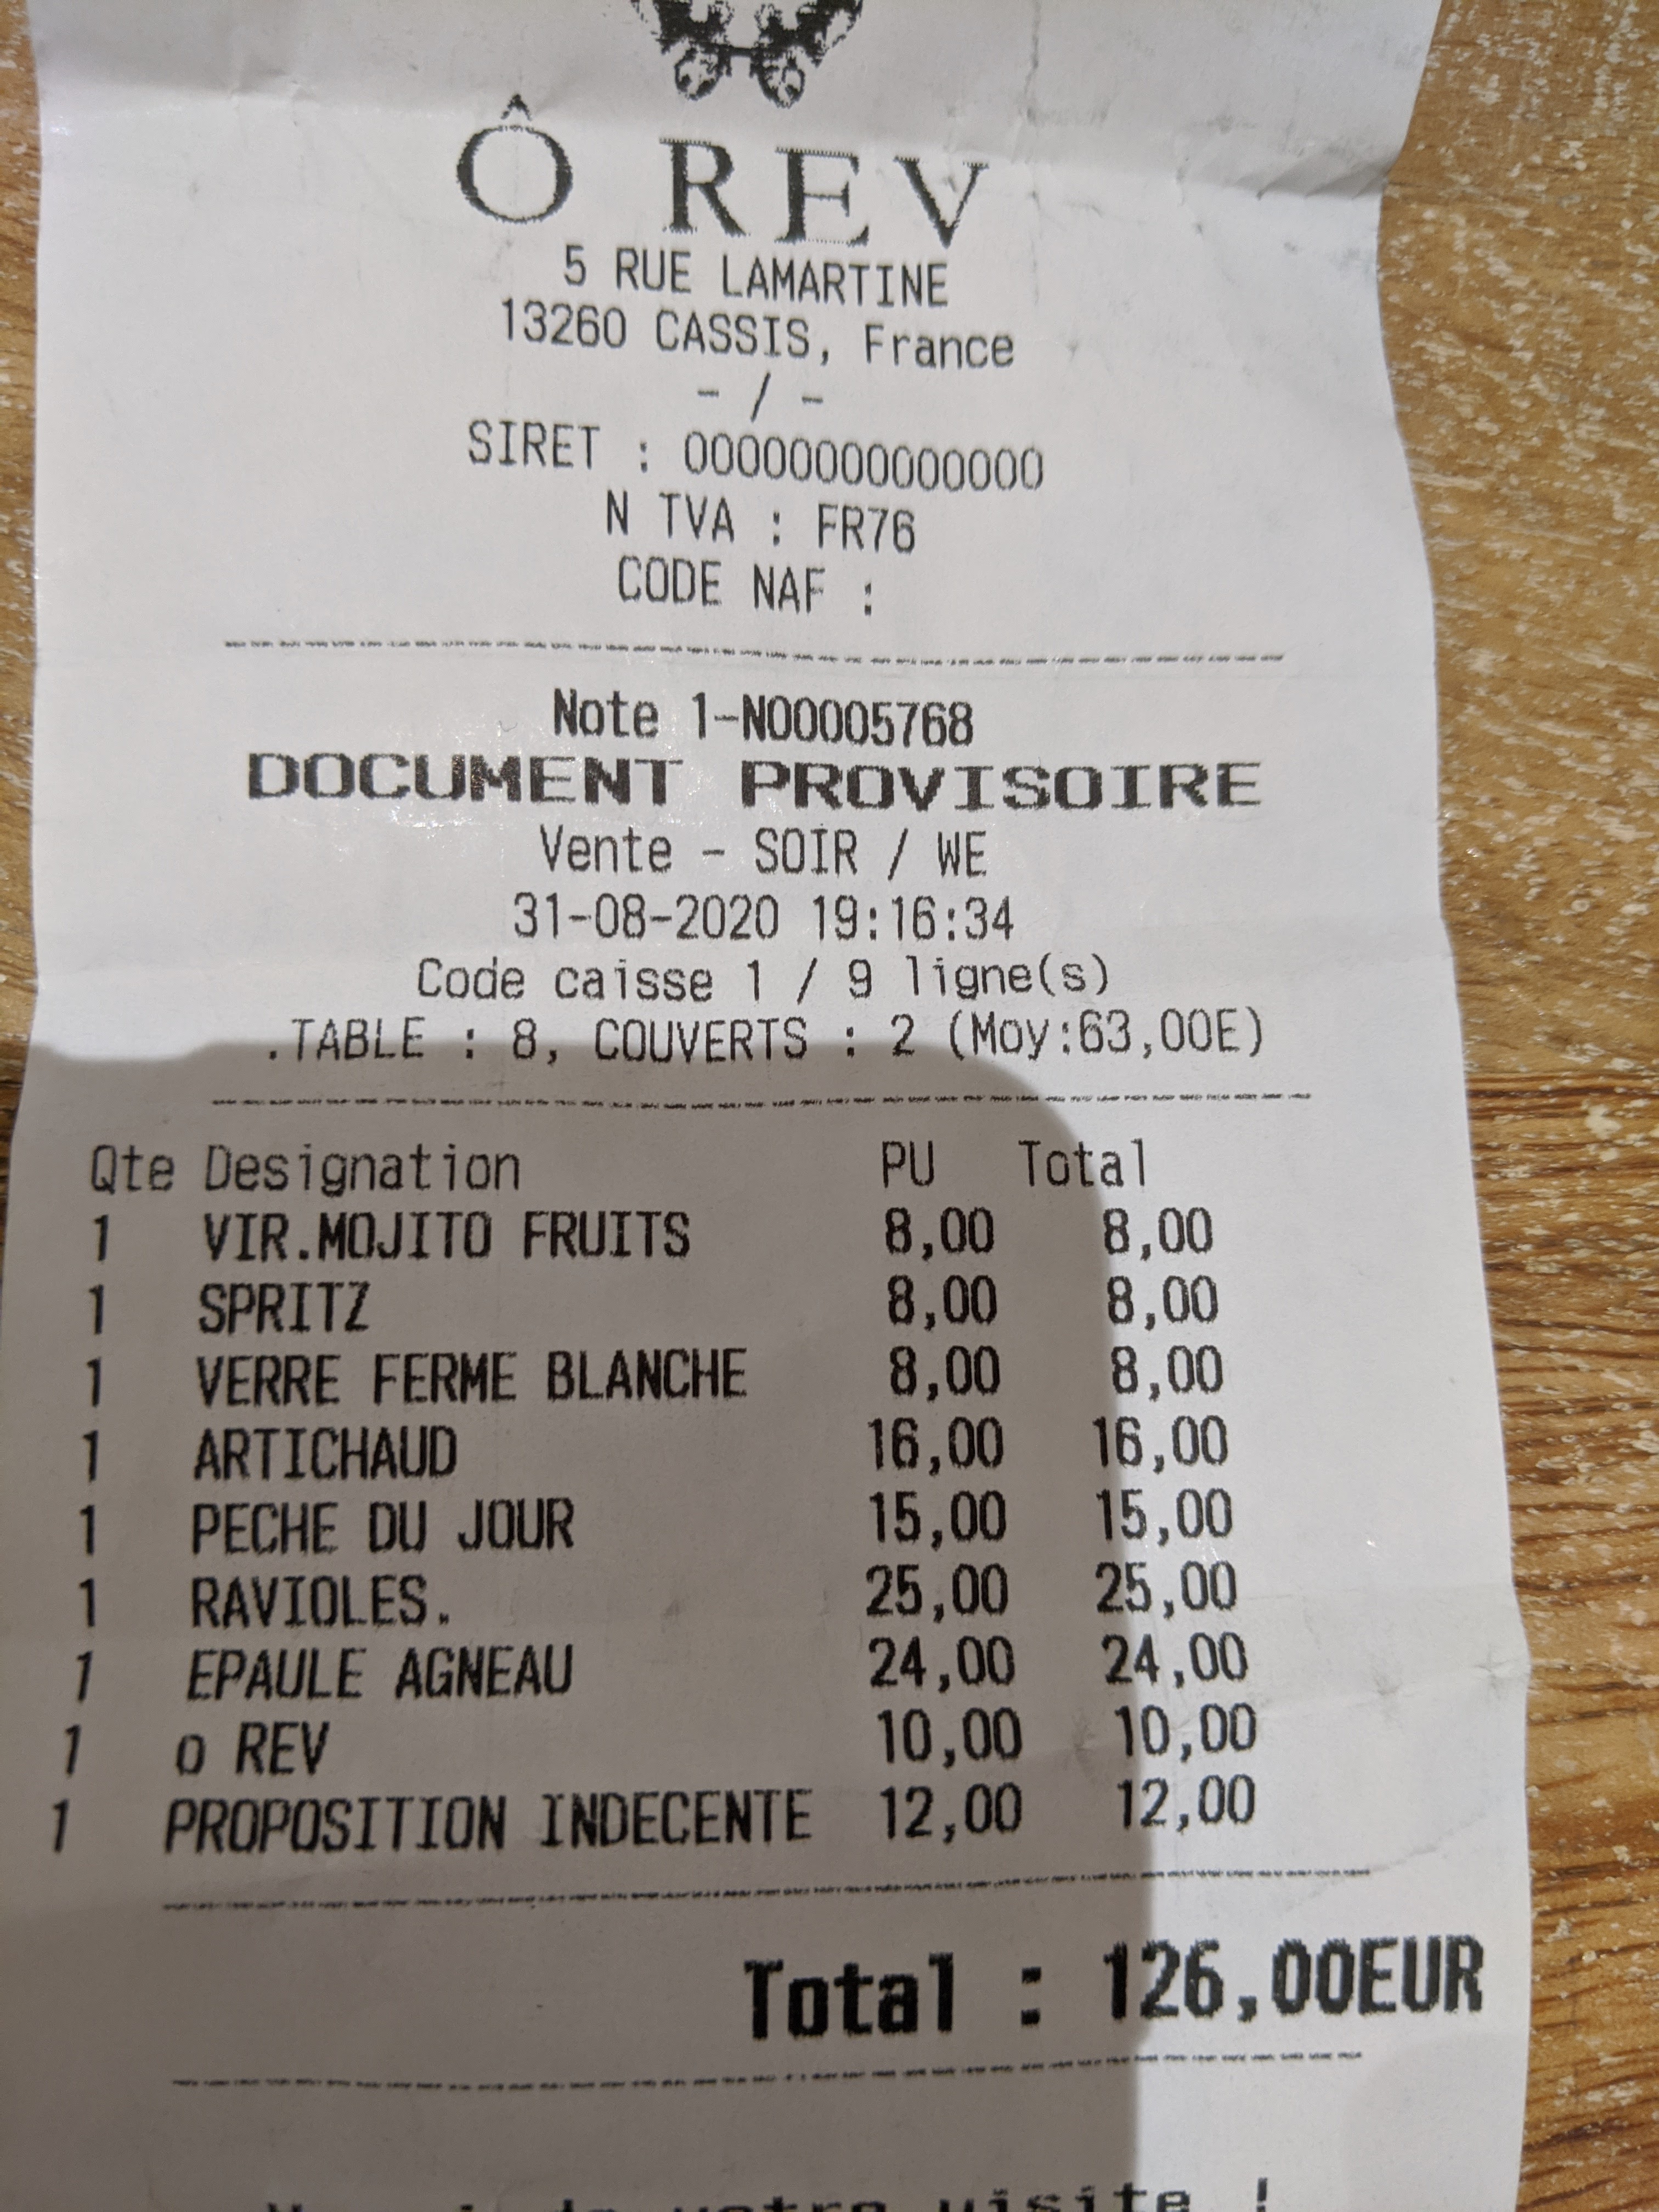 Ô REV
5 RUE LAMARTINE
13260 CASSIS, France
- / -
SIRET : 00000000000000
N TVA : FR76
CODE NAF :
Note 1-N00005768
DOCUMENT PROVISOIRE
Vente - SOIR / WE
31-08-2020 19:16:34
Code caisse 1 / 9 ligne(s)
.TABLE : 8, COUVERTS : 2 (Moy:63,00E)
Qte Designation PU Total
1 VIR.MOJITO FRUITS 8,00 8,00
1 SPRITZ 8,00 8,00
1 VERRE FERME BLANCHE 8,00 8,00
1 ARTICHAUD 16,00 16,00
1 PECHE DU JOUR 15,00 15,00
1 RAVIOLES. 25,00 25,00
1 EPAULE AGNEAU 24,00 24,00
1 o REV 10,00 10,00
1 PROPOSITION INDECENTE 12,00 12,00
Total : 126,00EUR
de votre visite !